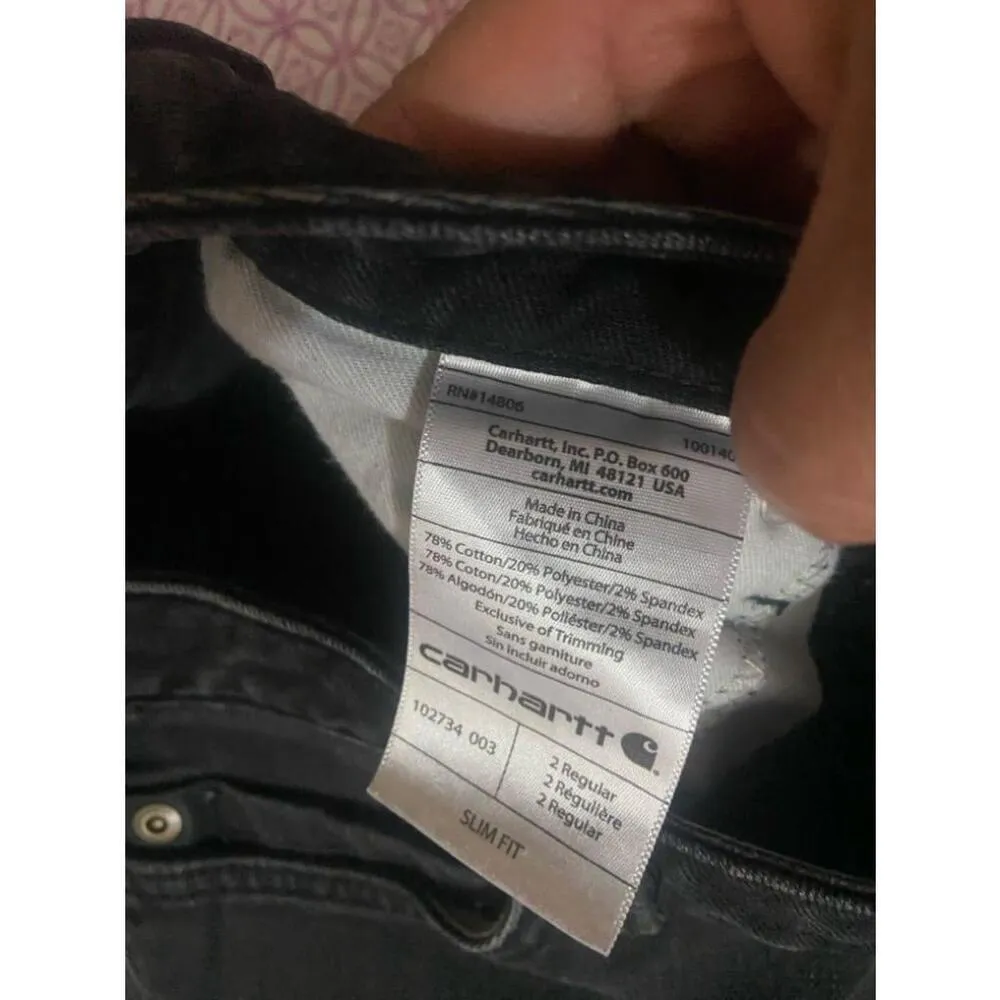 RN#14806
Carhartt, Inc. P.O. Box 600
Dearborn, MI 48121 USA
carhartt.com
Made in China
Fabriqué en Chine
Hecho en China
78% Cotton/20% Polyester/2% Spandex
78% Coton/20% Polyester/2% Spandex
78% Algodón/20% Poliéster/2% Spandex
Exclusive of Trimming
Sans garniture
Sin incluir adorno
carhartt
102734 003
2 Regular
2 Régulière
2 Regular
SLIM FIT